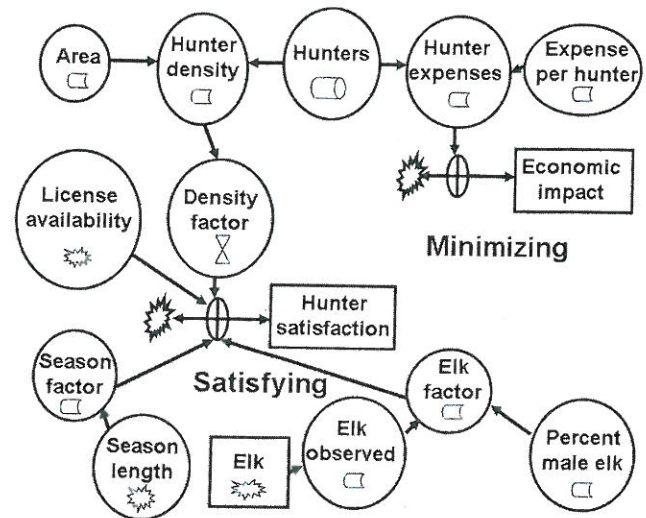 Area
Hunter
density
Hunters
Hunter
expenses
Expense
per hunter
License
availability
Density
factor
Economic
impact
Minimizing
Hunter
satisfaction
Season
factor
Satisfying
Elk
factor
Season
length
Elk
Elk
observed
Percent
male elk